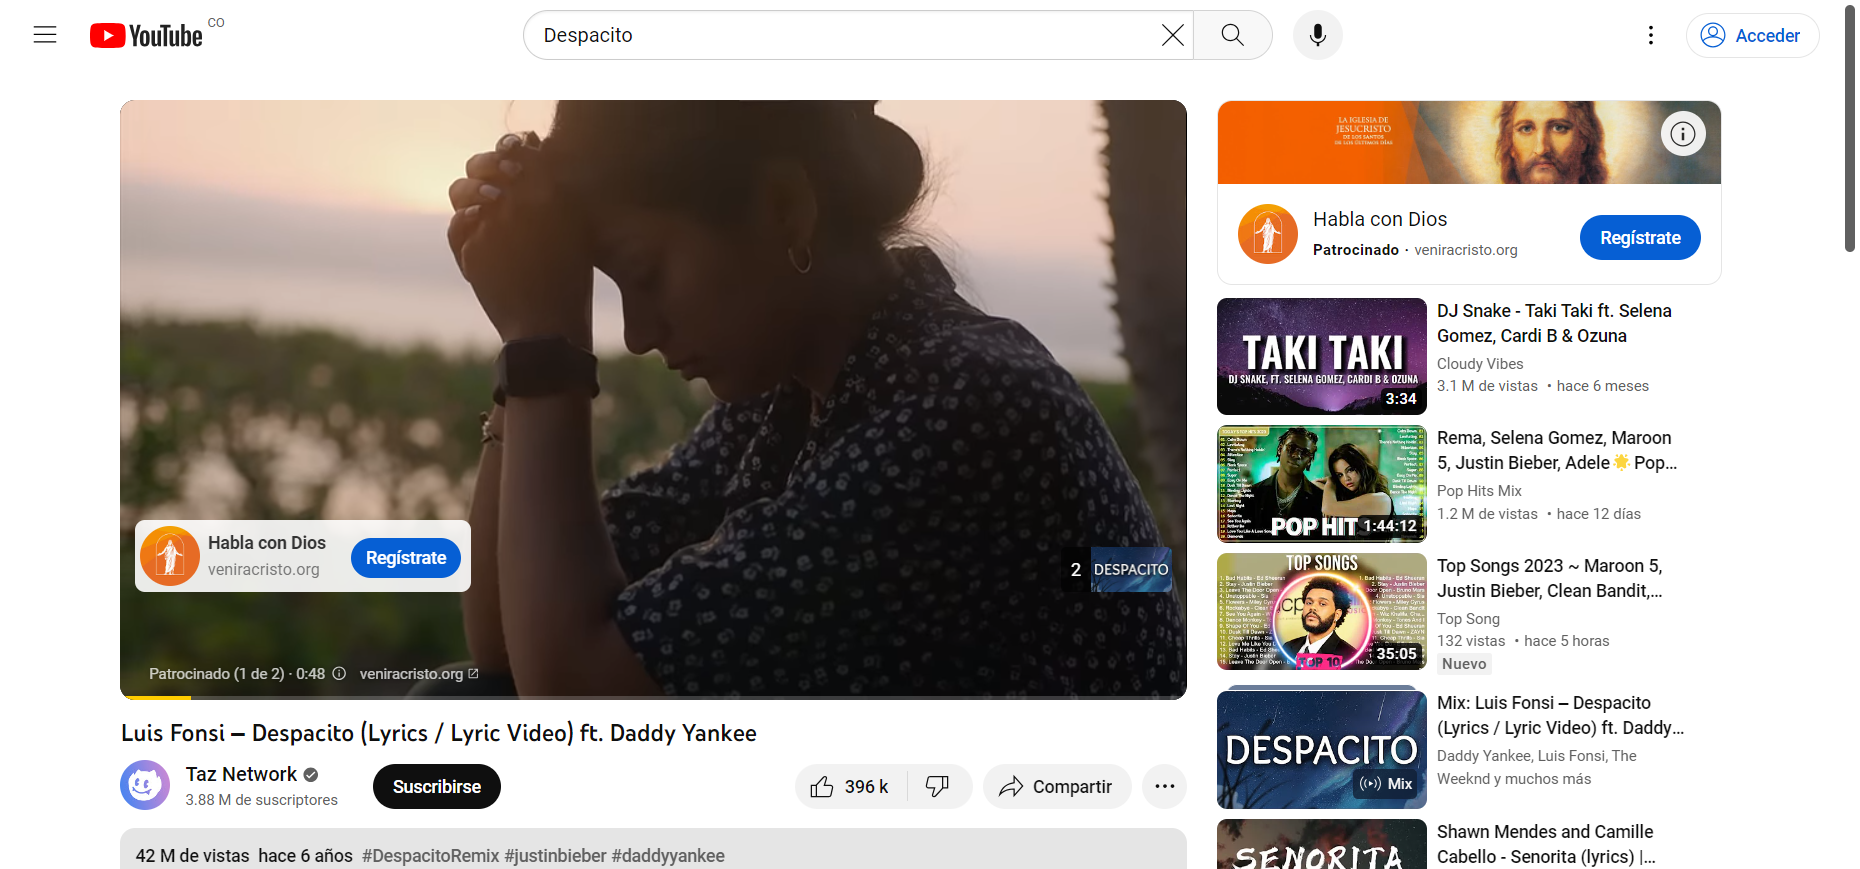 YouTube CO
Despacito
Acceder
Habla con Dios
veniracristo.org
Regístrate
2 DESPACITO
Patrocinado (1 de 2) · 0:48 veniracristo.org
Luis Fonsi – Despacito (Lyrics / Lyric Video) ft. Daddy Yankee
Taz Network
3.88 M de suscriptores
Suscribirse
396 k
Compartir
42 M de vistas hace 6 años #DespacitoRemix #justinbieber #daddyyankee
LA IGLESIA DE
JESUCRISTO
DE LOS SANTOS
DE LOS ÚLTIMOS DÍAS
Habla con Dios
Patrocinado · veniracristo.org
Regístrate
TAKI TAKI
DJ SNAKE, FT. SELENA GOMEZ, CARDI B & OZUNA
3:34
DJ Snake - Taki Taki ft. Selena
Gomez, Cardi B & Ozuna
Cloudy Vibes
3.1 M de vistas • hace 6 meses
POP HIT
1:44:12
Rema, Selena Gomez, Maroon
5, Justin Bieber, Adele🌟Pop...
Pop Hits Mix
1.2 M de vistas • hace 12 días
TOP SONGS
TOP 10
35:05
Top Songs 2023 ~ Maroon 5,
Justin Bieber, Clean Bandit,...
Top Song
132 vistas • hace 5 horas
Nuevo
DESPACITO
Mix
Mix: Luis Fonsi – Despacito
(Lyrics / Lyric Video) ft. Daddy...
Daddy Yankee, Luis Fonsi, The
Weeknd y muchos más
SENORITA
Shawn Mendes and Camille
Cabello - Senorita (lyrics) |...